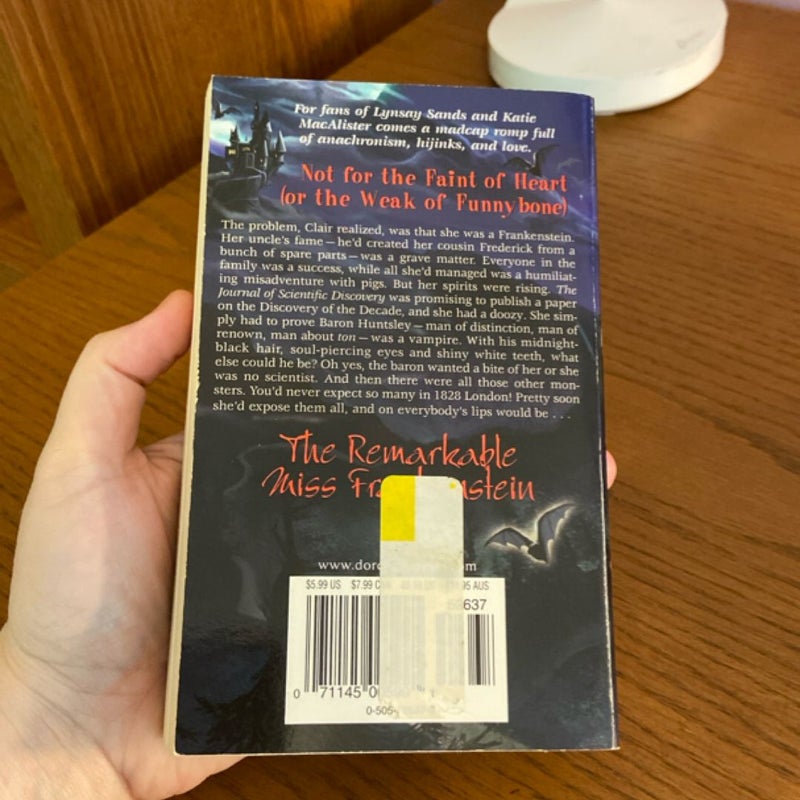 For fans of Lynsay Sands and Katie
MacAlister comes a madcap romp full
of anachronism, hijinks, and love.
Not for the Faint of Heart
(or the Weak of Funnybone)
The problem, Clair realized, was that she was a Frankenstein.
Her uncle's fame—he'd created her cousin Frederick from a
bunch of spare parts—was a grave matter. Everyone in the
family was a success, while all she'd managed was a humiliat-
ing misadventure with pigs. But her spirits were rising. The
Journal of Scientific Discovery was promising to publish a paper
on the Discovery of the Decade, and she had a doozy. She sim-
ply had to prove Baron Huntsley—man of distinction, man of
renown, man about ton—was a vampire. With his midnight-
black hair, soul-piercing eyes and shiny white teeth, what
else could he be? Oh yes, the baron wanted a bite of her or she
was no scientist. And then there were all those other mon-
sters. You'd never expect so many in 1828 London! Pretty soon
she'd expose them all, and on everybody's lips would be . . .
The Remarkable
Miss
$5.99 US $7.99
AUS
0 71145
0-505-